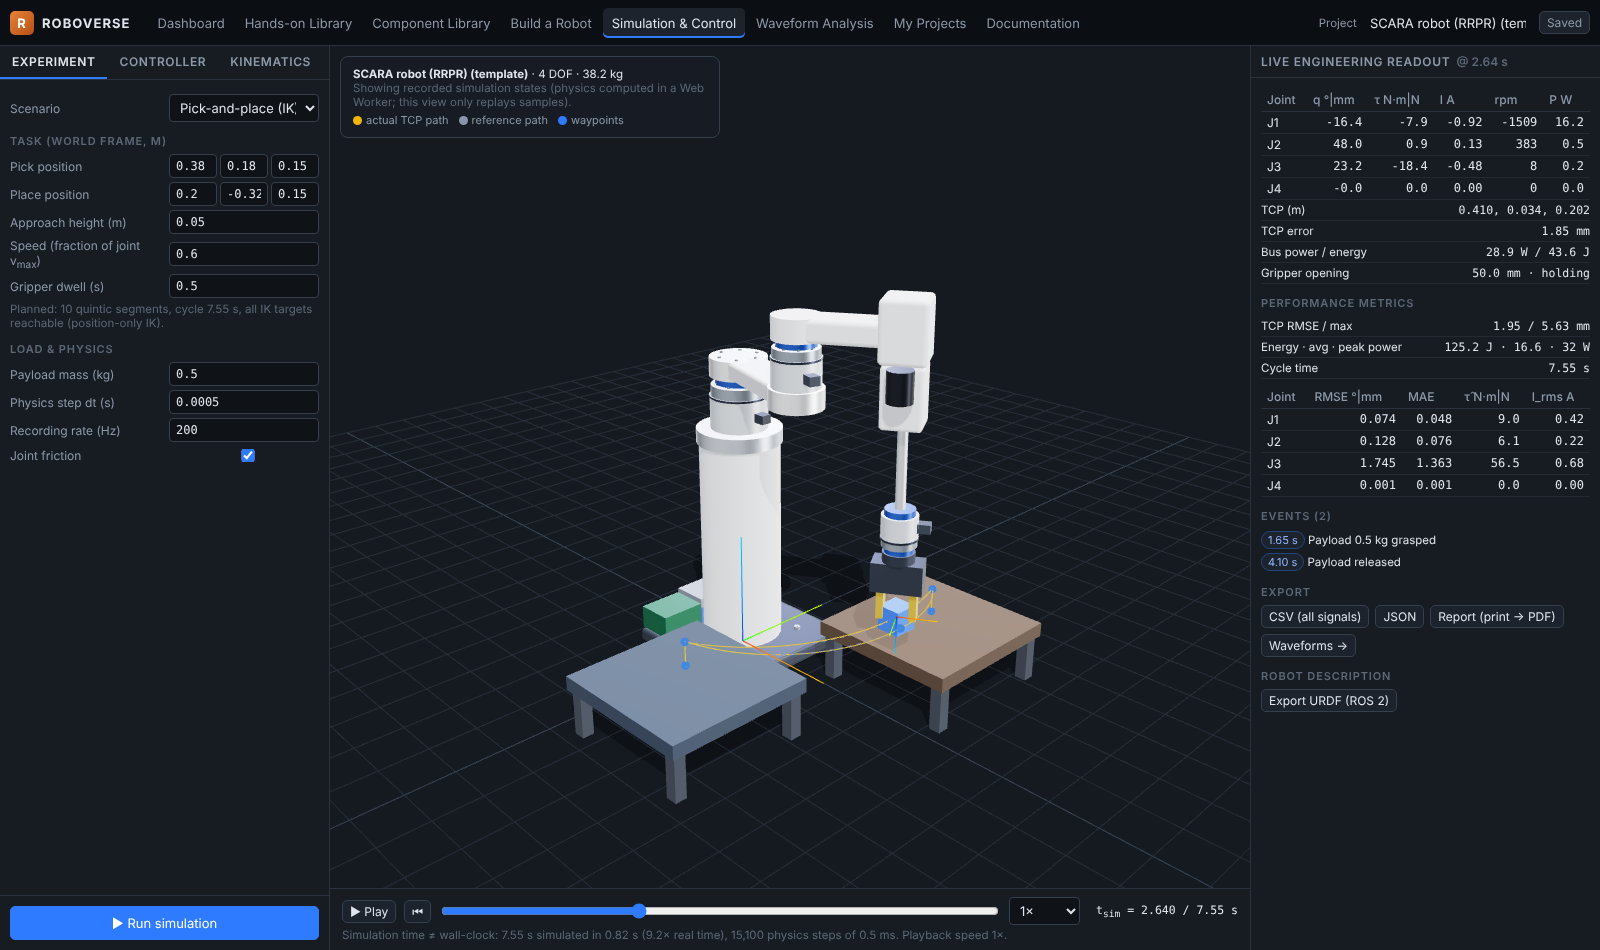 R ROBOVERSE Dashboard Hands-on Library Component Library Build a Robot Simulation & Control Waveform Analysis My Projects Documentation Project SCARA robot (RRPR) (tem Saved
EXPERIMENT CONTROLLER KINEMATICS
Scenario Pick-and-place (IK)
TASK (WORLD FRAME, M)
Pick position 0.38 0.18 0.15
Place position 0.2 -0.32 0.15
Approach height (m) 0.05
Speed (fraction of joint
vmax) 0.6
Gripper dwell (s) 0.5
Planned: 10 quintic segments, cycle 7.55 s, all IK targets
reachable (position-only IK).
LOAD & PHYSICS
Payload mass (kg) 0.5
Physics step dt (s) 0.0005
Recording rate (Hz) 200
Joint friction
▶ Run simulation
SCARA robot (RRPR) (template) · 4 DOF · 38.2 kg
Showing recorded simulation states (physics computed in a Web
Worker; this view only replays samples).
actual TCP path reference path waypoints
▶ Play ⏮ 1× tsim = 2.640 / 7.55 s
Simulation time ≠ wall-clock: 7.55 s simulated in 0.82 s (9.2× real time), 15,100 physics steps of 0.5 ms. Playback speed 1×.
LIVE ENGINEERING READOUT @ 2.64 s
Joint q °|mm τ N·m|N I A rpm P W
J1 -16.4 -7.9 -0.92 -1509 16.2
J2 48.0 0.9 0.13 383 0.5
J3 23.2 -18.4 -0.48 8 0.2
J4 -0.0 0.0 0.00 0 0.0
TCP (m) 0.410, 0.034, 0.202
TCP error 1.85 mm
Bus power / energy 28.9 W / 43.6 J
Gripper opening 50.0 mm · holding
PERFORMANCE METRICS
TCP RMSE / max 1.95 / 5.63 mm
Energy · avg · peak power 125.2 J · 16.6 · 32 W
Cycle time 7.55 s
Joint RMSE °|mm MAE τ̂ N·m|N I_rms A
J1 0.074 0.048 9.0 0.42
J2 0.128 0.076 6.1 0.22
J3 1.745 1.363 56.5 0.68
J4 0.001 0.001 0.0 0.00
EVENTS (2)
1.65 s Payload 0.5 kg grasped
4.10 s Payload released
EXPORT
CSV (all signals) JSON Report (print → PDF)
Waveforms →
ROBOT DESCRIPTION
Export URDF (ROS 2)